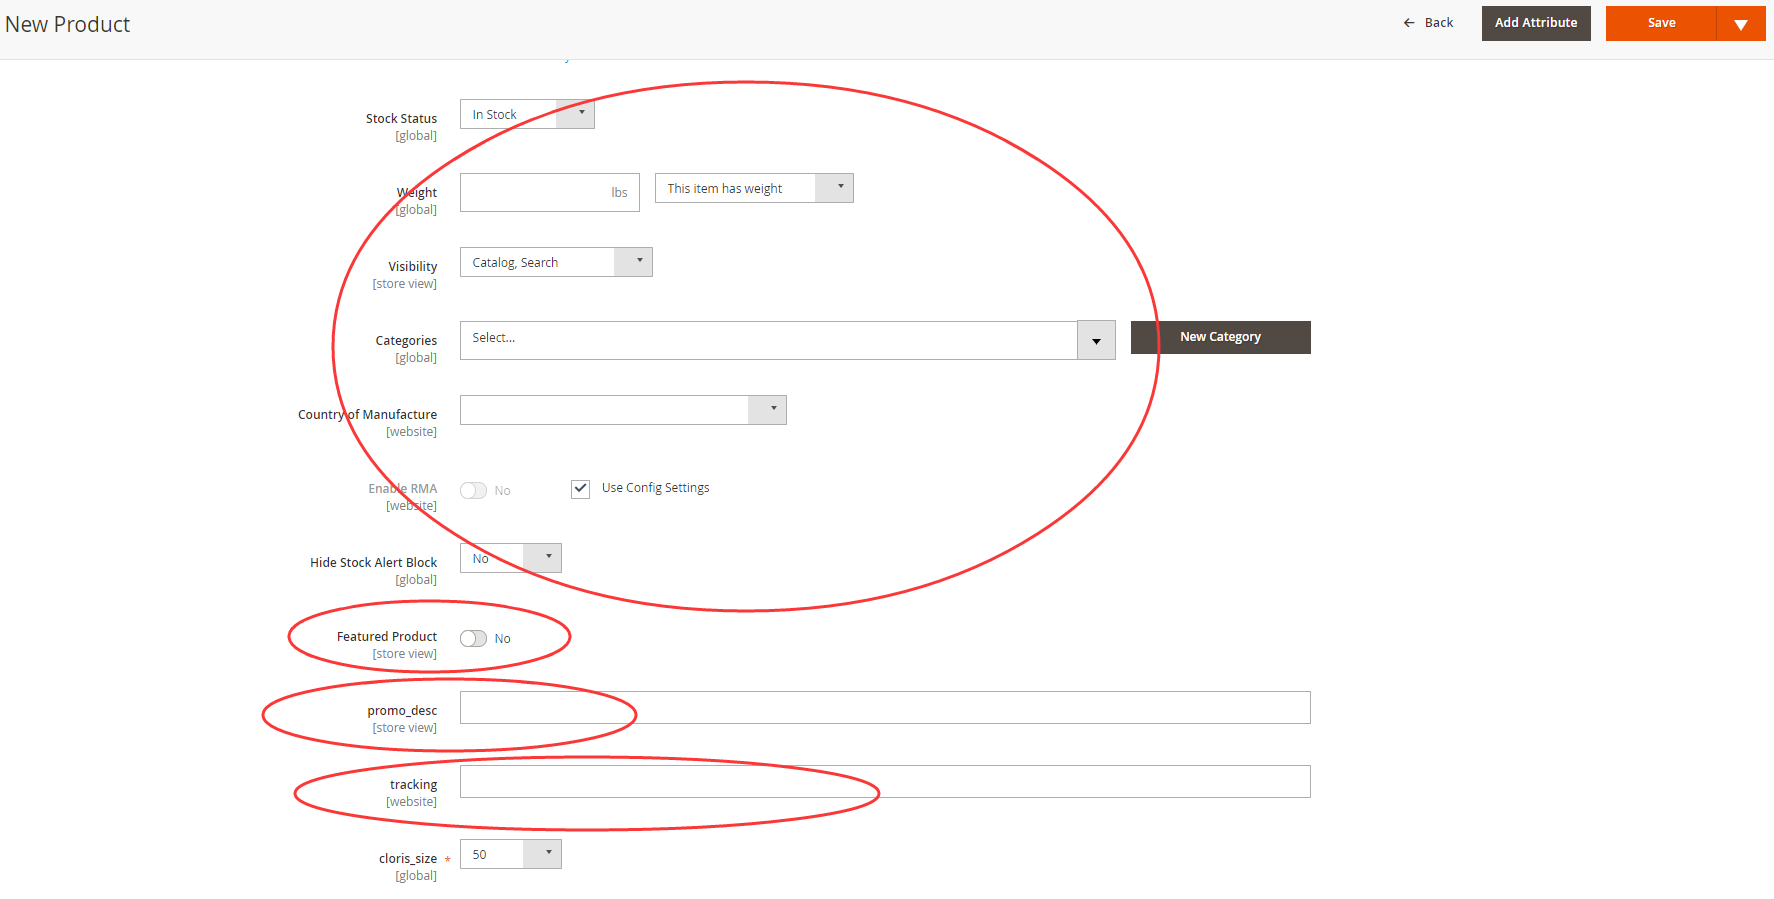 New Product
Back
Add Attribute
Save
Stock Status
[global]
In Stock
Weight
[global]
lbs
This item has weight
Visibility
[store view]
Catalog, Search
Categories
[global]
Select...
New Category
Country of Manufacture
[website]
Enable RMA
[website]
No
Use Config Settings
Hide Stock Alert Block
[global]
No
Featured Product
[store view]
No
promo_desc
[store view]
tracking
[website]
cloris_size *
[global]
50